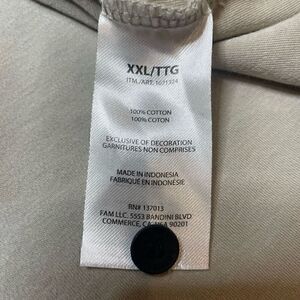 XXL/TTG
ITM./ART. 1621324
100% COTTON
100% COTON
EXCLUSIVE OF DECORATION
GARNITURES NON COMPRISES
MADE IN INDONESIA
FABRIQUÉ EN INDONÉSIE
RN# 137013
FAM LLC. 5553 BANDINI BLVD
COMMERCE, CA. USA 90201